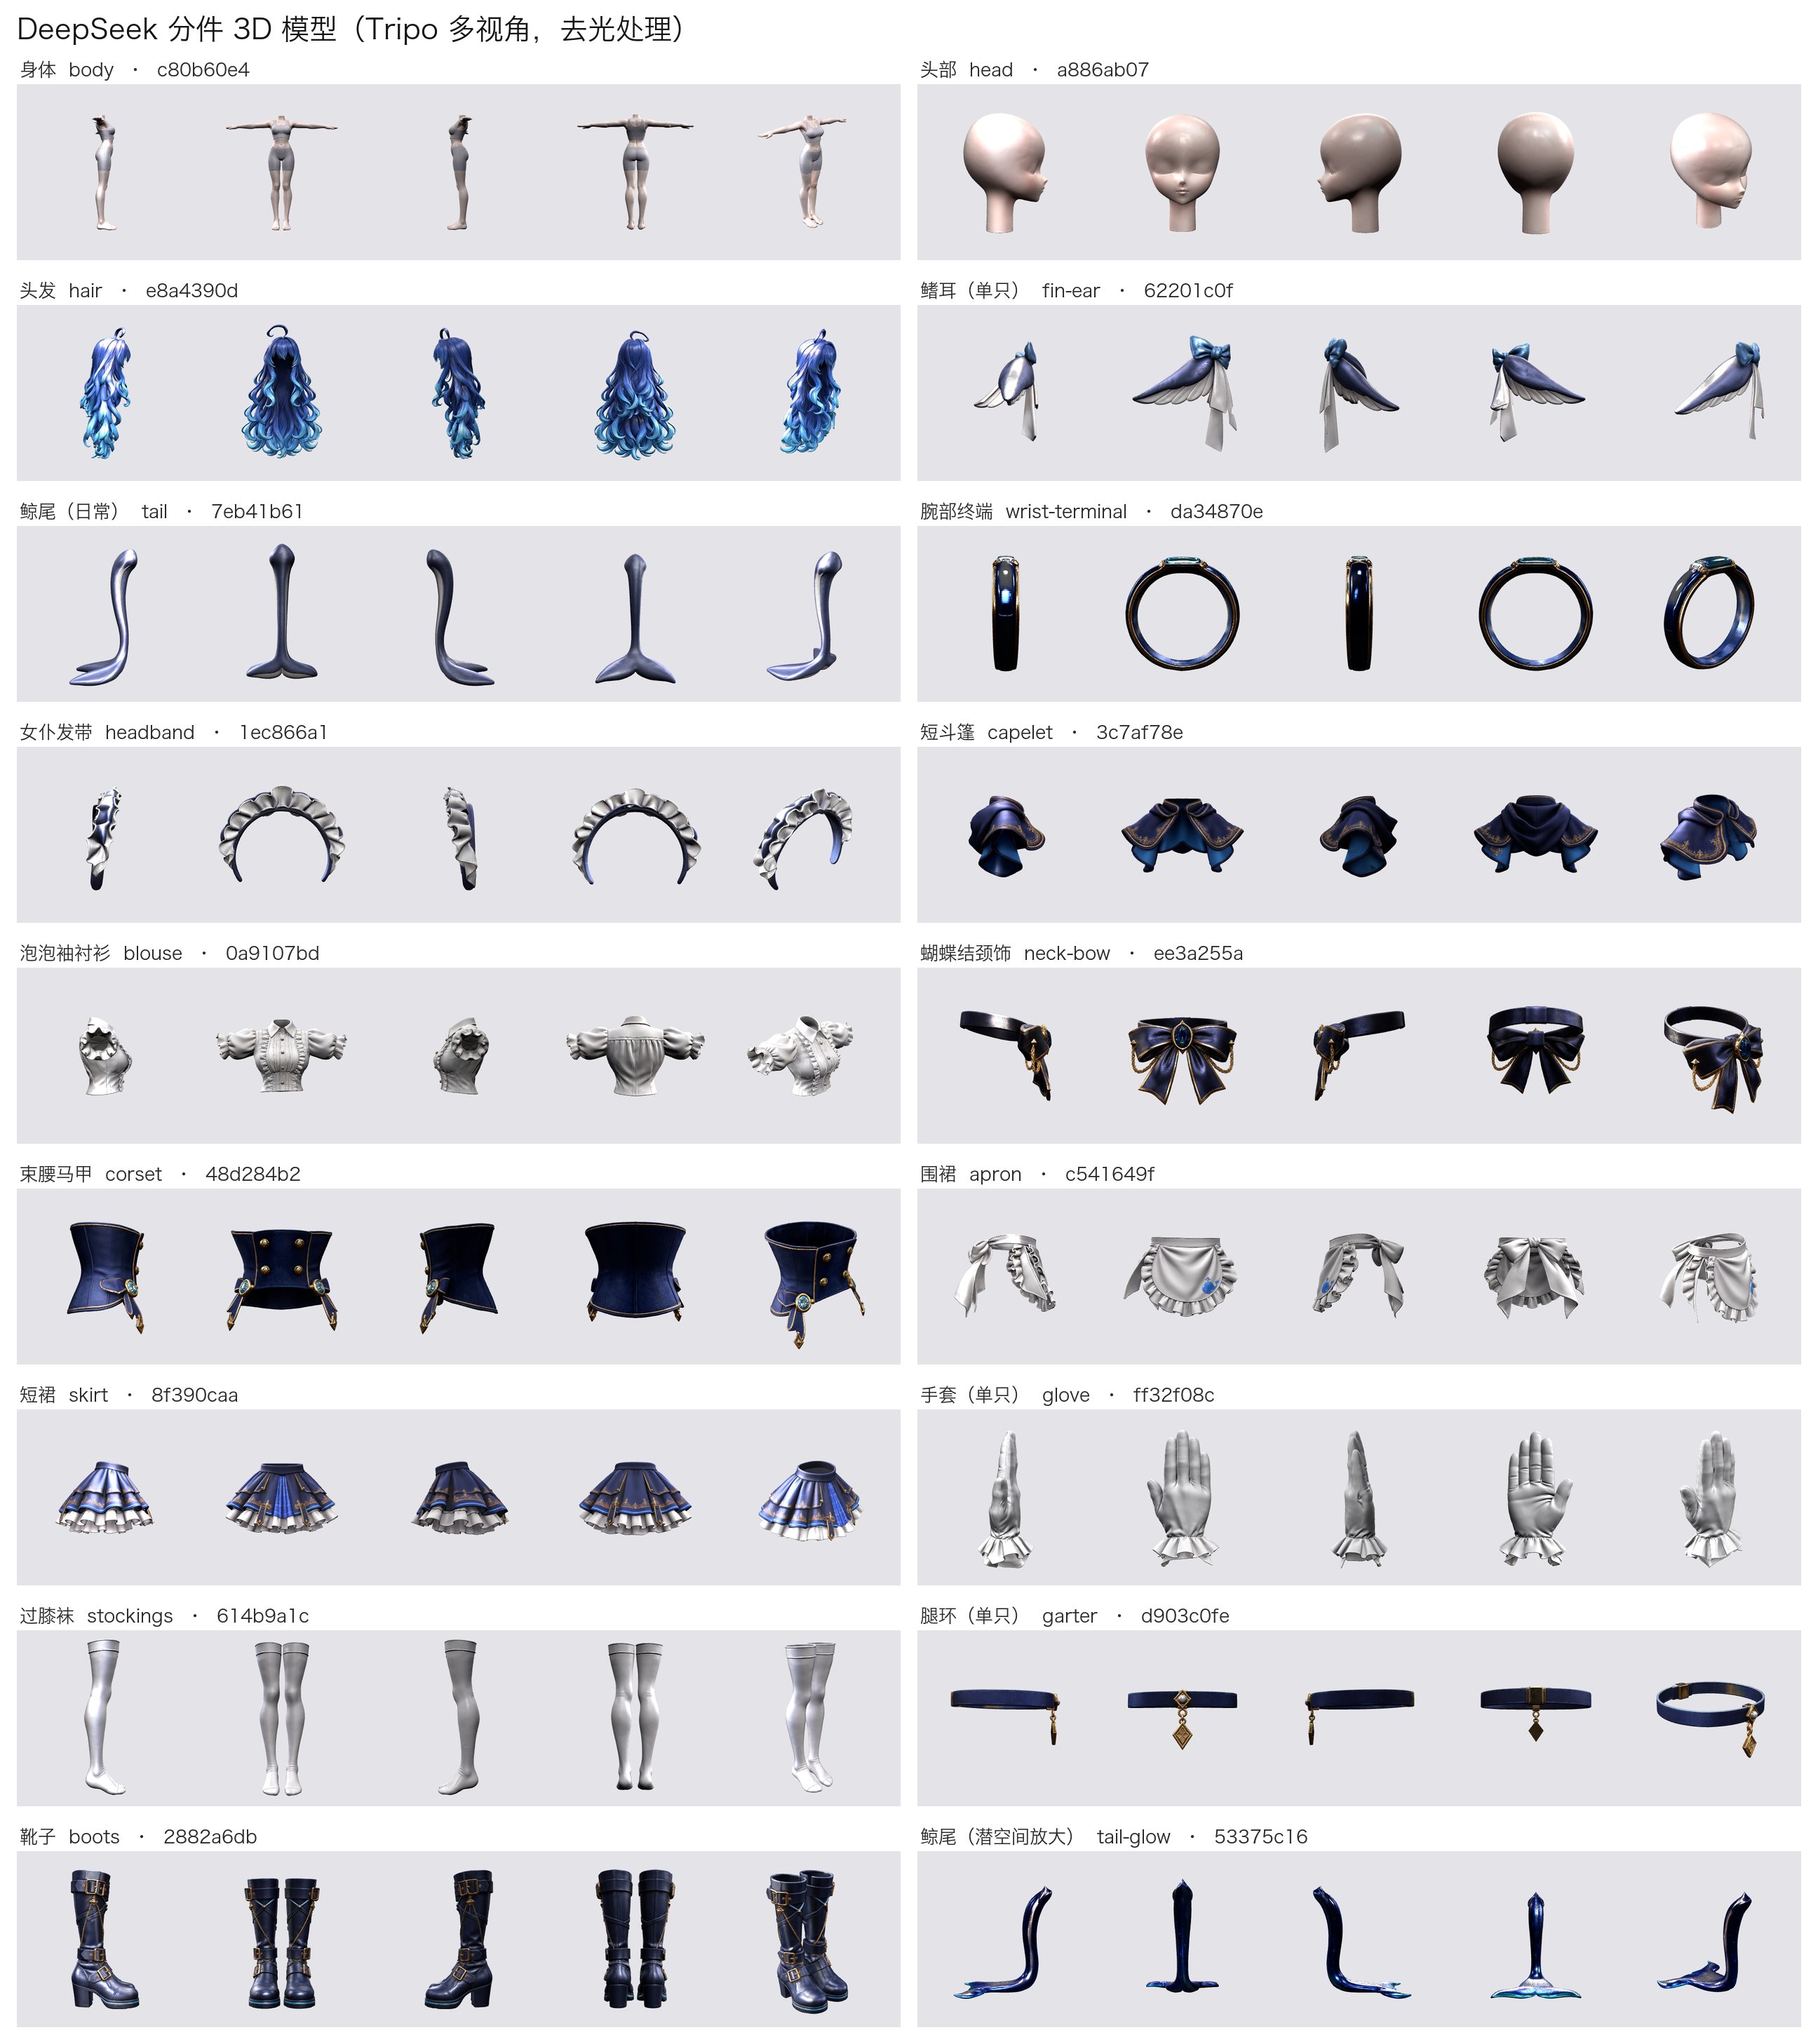 DeepSeek 分件 3D 模型（Tripo 多视角，去光处理）
身体 body · c80b60e4
头部 head · a886ab07
头发 hair · e8a4390d
鳍耳（单只） fin-ear · 62201c0f
鲸尾（日常） tail · 7eb41b61
腕部终端 wrist-terminal · da34870e
女仆发带 headband · 1ec866a1
短斗篷 capelet · 3c7af78e
泡泡袖衬衫 blouse · 0a9107bd
蝴蝶结颈饰 neck-bow · ee3a255a
束腰马甲 corset · 48d284b2
围裙 apron · c541649f
短裙 skirt · 8f390caa
手套（单只） glove · ff32f08c
过膝袜 stockings · 614b9a1c
腿环（单只） garter · d903c0fe
靴子 boots · 2882a6db
鲸尾（潜空间放大） tail-glow · 53375c16